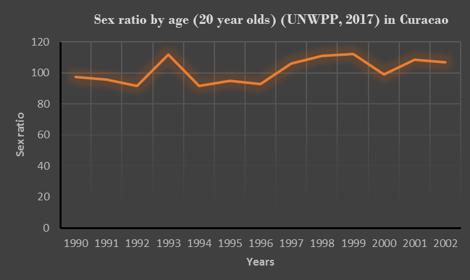 Sex ratio by age (20 year olds) (UNWPP, 2017) in Curacao
120
100
80
60
40
20
0
Sex ratio
1990 1991 1992 1993 1994 1995 1996 1997 1998 1999 2000 2001 2002
Years